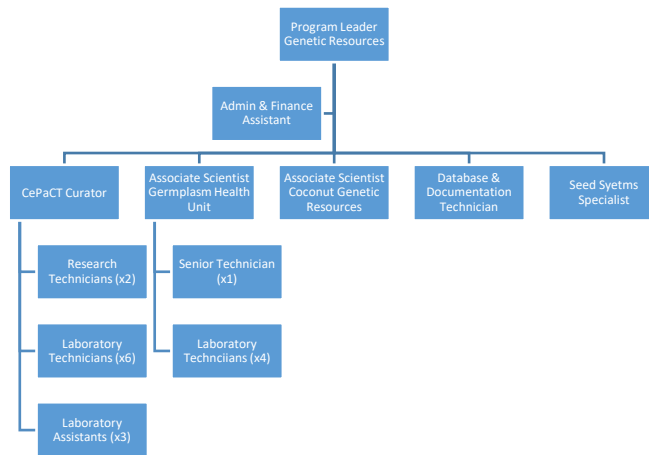 Program Leader
Genetic Resources
Admin & Finance
Assistant
CePaCT Curator
Associate Scientist
Germplasm Health
Unit
Associate Scientist
Coconut Genetic
Resources
Database &
Documentation
Technician
Seed Syetms
Specialist
Research
Technicians (x2)
Senior Technician
(x1)
Laboratory
Technicians (x6)
Laboratory
Technciians (x4)
Laboratory
Assistants (x3)